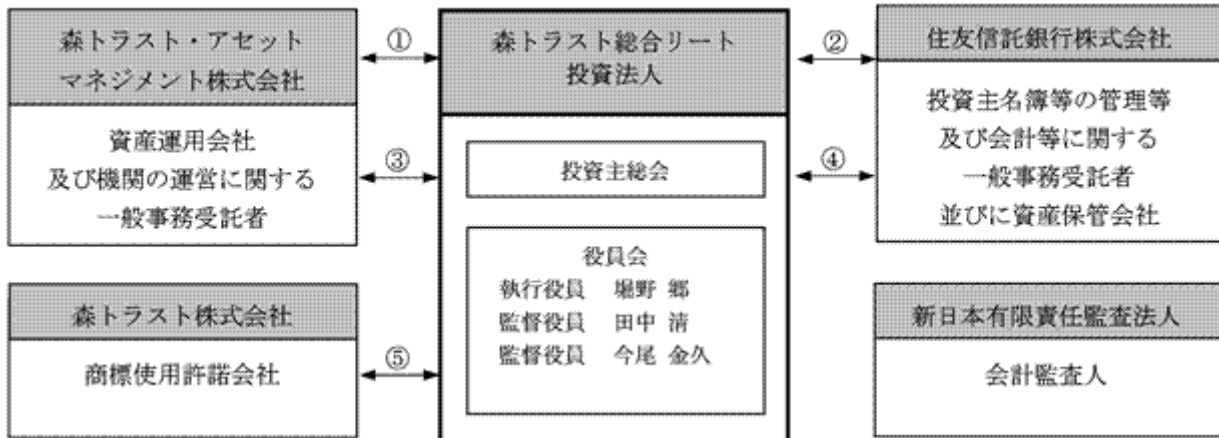 森トラスト・アセット
マネジメント株式会社
資産運用会社
及び機関の運営に関する
一般事務受託者
①
③
森トラスト総合リート
投資法人
投資主総会
役員会
執行役員 堀野 郷
監督役員 田中 清
監督役員 今尾 金久
②
④
住友信託銀行株式会社
投資主名簿等の管理等
及び会計等に関する
一般事務受託者
並びに資産保管会社
森トラスト株式会社
商標使用許諾会社
⑤
新日本有限責任監査法人
会計監査人